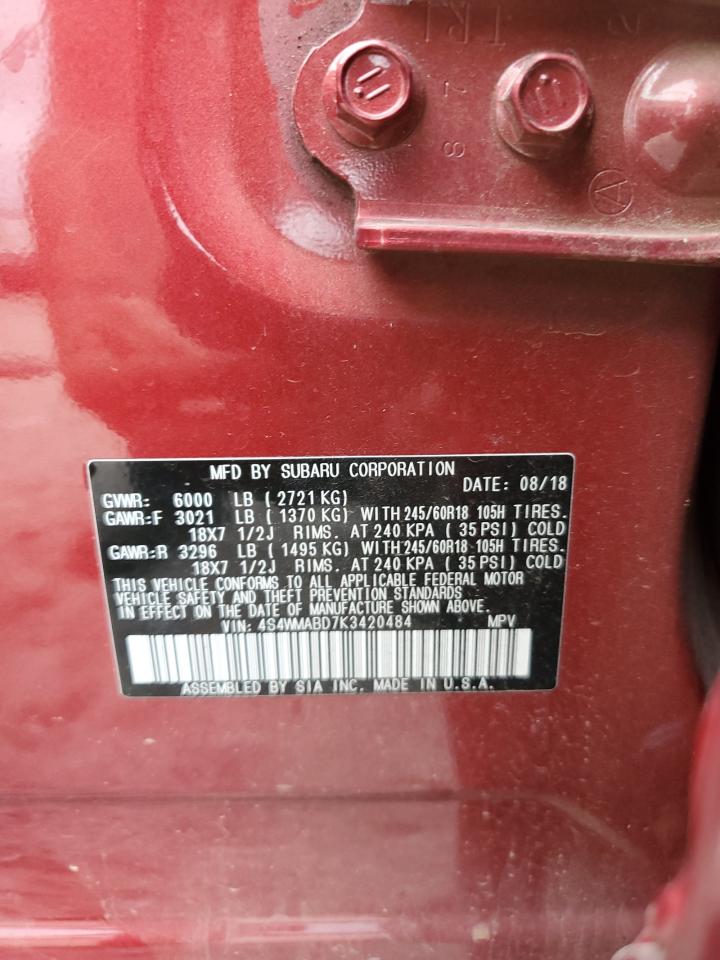 TRI
7
8
A
MFD BY SUBARU CORPORATION
DATE: 08/18
GVWR: 6000 LB ( 2721 KG)
GAWR:F 3021 LB ( 1370 KG) WITH 245/60R18 105H TIRES.
18X7 1/2J RIMS. AT 240 KPA ( 35 PSI) COLD
GAWR:R 3296 LB ( 1495 KG) WITH 245/60R18 105H TIRES.
18X7 1/2J RIMS. AT 240 KPA ( 35 PSI) COLD
THIS VEHICLE CONFORMS TO ALL APPLICABLE FEDERAL MOTOR
VEHICLE SAFETY AND THEFT PREVENTION STANDARDS
IN EFFECT ON THE DATE OF MANUFACTURE SHOWN ABOVE.
VIN: 4S4WMABD7K3420484 MPV
ASSEMBLED BY SIA INC. MADE IN U.S.A.